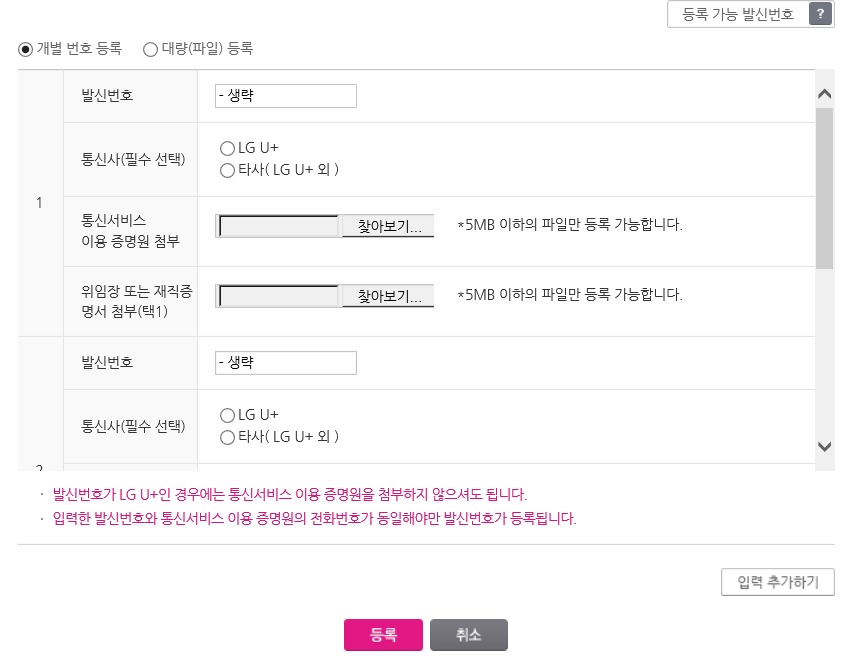 등록 가능 발신번호 ?
개별 번호 등록 대량(파일) 등록
발신번호 - 생략
통신사(필수 선택) LG U+
타사( LG U+ 외 )
1
통신서비스
이용 증명원 첨부 찾아보기... *5MB 이하의 파일만 등록 가능합니다.
위임장 또는 재직증
명서 첨부(택1) 찾아보기... *5MB 이하의 파일만 등록 가능합니다.
발신번호 - 생략
통신사(필수 선택) LG U+
타사( LG U+ 외 )
2
· 발신번호가 LG U+인 경우에는 통신서비스 이용 증명원을 첨부하지 않으셔도 됩니다.
· 입력한 발신번호와 통신서비스 이용 증명원의 전화번호가 동일해야만 발신번호가 등록됩니다.
입력 추가하기
등록 취소